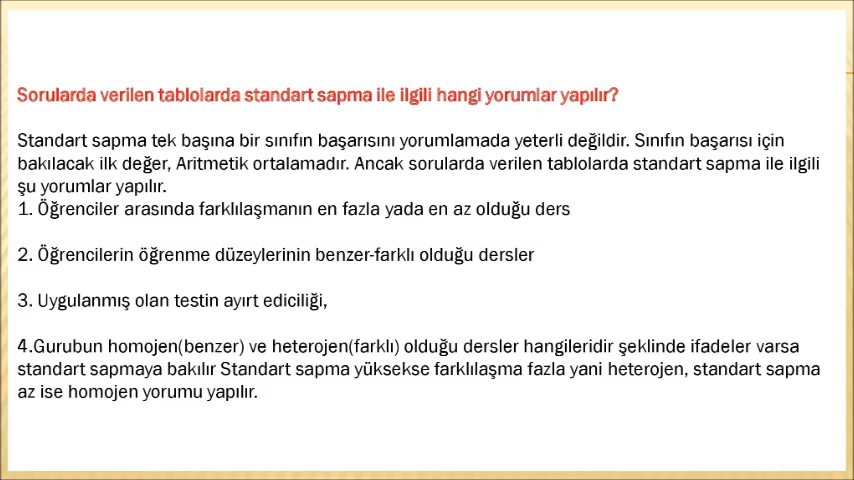 Sorularda verilen tablolarda standart sapma ile ilgili hangi yorumlar yapılır?
Standart sapma tek başına bir sınıfın başarısını yorumlamada yeterli değildir. Sınıfın başarısı için
bakılacak ilk değer, Aritmetik ortalamadır. Ancak sorularda verilen tablolarda standart sapma ile ilgili
şu yorumlar yapılır.
1. Öğrenciler arasında farklılaşmanın en fazla yada en az olduğu ders
2. Öğrencilerin öğrenme düzeylerinin benzer-farklı olduğu dersler
3. Uygulanmış olan testin ayırt ediciliği,
4.Gurubun homojen(benzer) ve heterojen(farklı) olduğu dersler hangileridir şeklinde ifadeler varsa
standart sapmaya bakılır Standart sapma yüksekse farklılaşma fazla yani heterojen, standart sapma
az ise homojen yorumu yapılır.